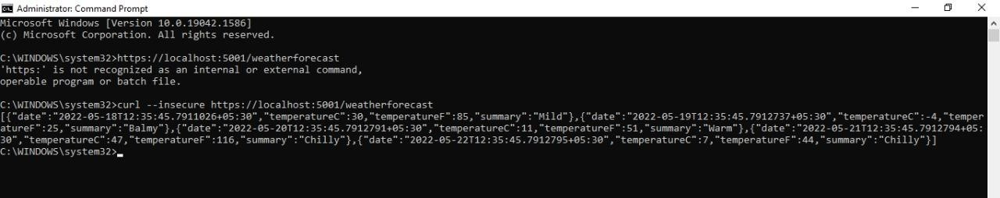 Administrator: Command Prompt
Microsoft Windows [Version 10.0.19042.1586]
(c) Microsoft Corporation. All rights reserved.
C:\WINDOWS\system32>https://localhost:5001/weatherforecast
'https:' is not recognized as an internal or external command,
operable program or batch file.
C:\WINDOWS\system32>curl --insecure https://localhost:5001/weatherforecast
[{"date":"2022-05-18T12:35:45.7911026+05:30","temperatureC":30,"temperatureF":85,"summary":"Mild"},{"date":"2022-05-19T12:35:45.7912737+05:30","temperatureC":-4,"temper
atureF":25,"summary":"Balmy"},{"date":"2022-05-20T12:35:45.7912791+05:30","temperatureC":11,"temperatureF":51,"summary":"Warm"},{"date":"2022-05-21T12:35:45.7912794+05:
30","temperatureC":47,"temperatureF":116,"summary":"Chilly"},{"date":"2022-05-22T12:35:45.7912795+05:30","temperatureC":7,"temperatureF":44,"summary":"Chilly"}]
C:\WINDOWS\system32>